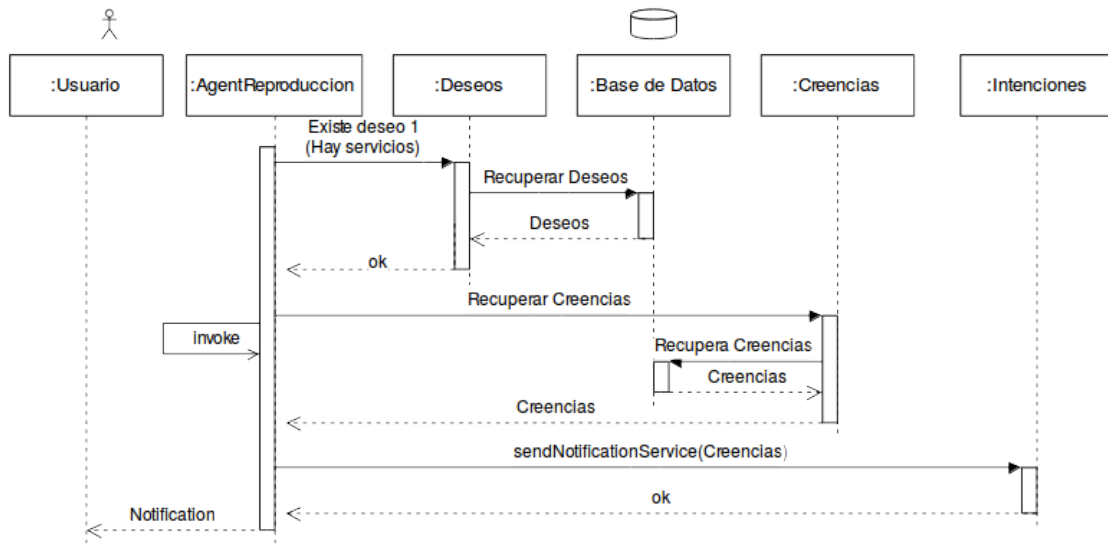 :Usuario
:AgentReproduccion
:Deseos
:Base de Datos
:Creencias
:Intenciones
Existe deseo 1
(Hay servicios)
Recuperar Deseos
Deseos
ok
Recuperar Creencias
invoke
Recupera Creencias
Creencias
Creencias
sendNotificationService(Creencias)
ok
Notification